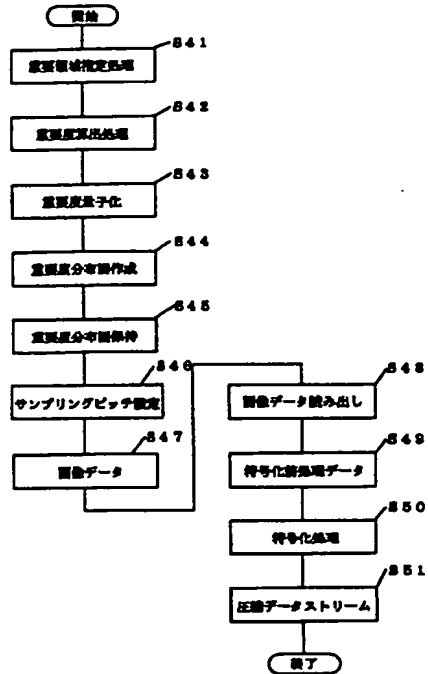 開始
S41
重要領域指定処理
S42
重要度算出処理
S43
重要度量子化
S44
重要度分布図作成
S45
重要度分布図保持
S46
サンプリングピッチ設定
S47
画像データ
S48
画像データ読み出し
S49
符号化前処理データ
S50
符号化処理
S51
圧縮データストリーム
終了